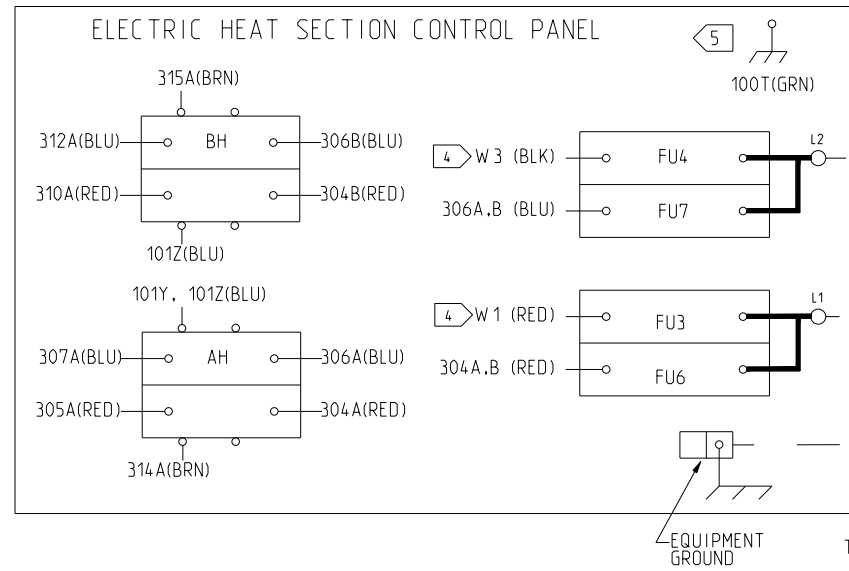 ELECTRIC HEAT SECTION CONTROL PANEL
5
100T(GRN)
315A(BRN)
312A(BLU)
BH
306B(BLU)
310A(RED)
304B(RED)
101Z(BLU)
101Y, 101Z(BLU)
307A(BLU)
AH
306A(BLU)
305A(RED)
304A(RED)
314A(BRN)
4
W3 (BLK)
FU4
L2
306A,B (BLU)
FU7
4
W1 (RED)
FU3
L1
304A,B (RED)
FU6
EQUIPMENT
GROUND
T